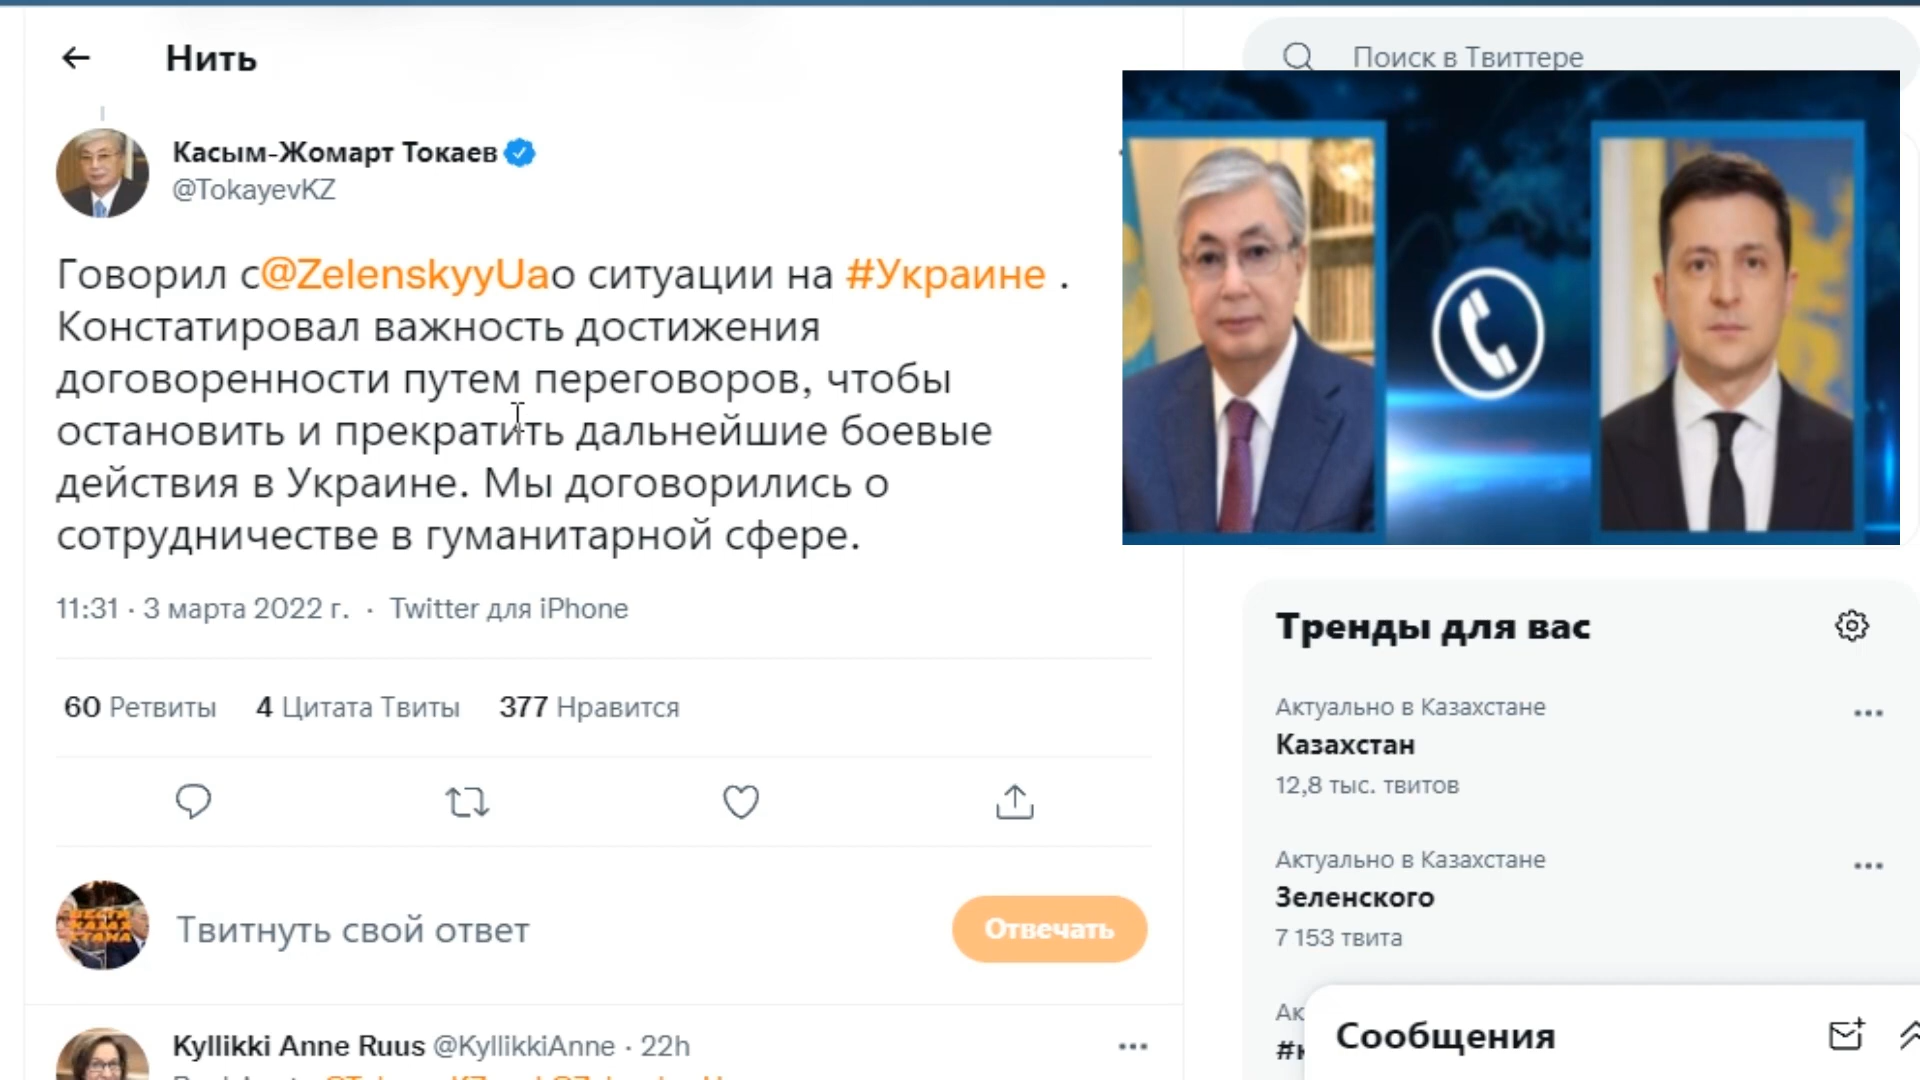 Нить
Поиск в Твиттере
Касым-Жомарт Токаев
@TokayevKZ
Говорил с@ZelenskyyUaо ситуации на #Украине .
Констатировал важность достижения
договоренности путем переговоров, чтобы
остановить и прекратить дальнейшие боевые
действия в Украине. Мы договорились о
сотрудничестве в гуманитарной сфере.
11:31 · 3 марта 2022 г. · Twitter для iPhone
60 Ретвиты 4 Цитата Твиты 377 Нравится
Твитнуть свой ответ
Отвечать
Kyllikki Anne Ruus @KyllikkiAnne · 22h
Тренды для вас
Актуально в Казахстане
Казахстан
12,8 тыс. твитов
Актуально в Казахстане
Зеленского
7 153 твита
Сообщения